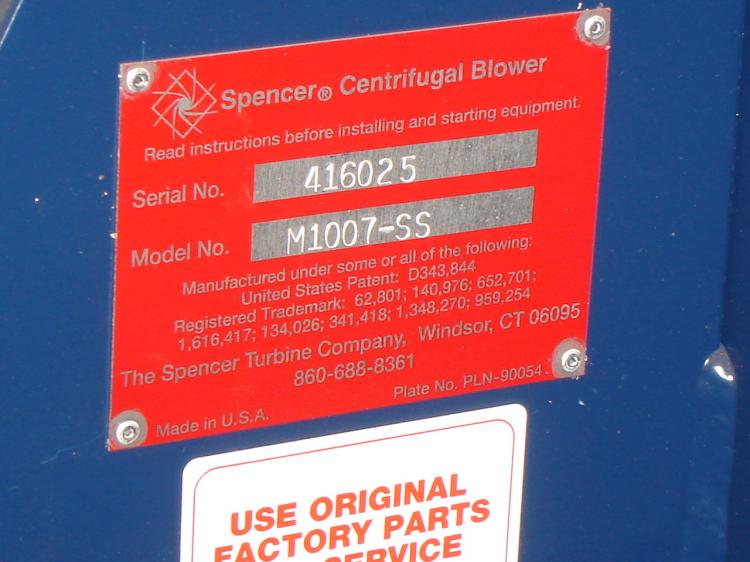 Spencer® Centrifugal Blower
Read instructions before installing and starting equipment.
Serial No. 416025
Model No. M1007-SS
Manufactured under some or all of the following:
United States Patent: D343,844
Registered Trademark: 62,801; 140,976; 652,701;
1,616,417; 134,026; 341,418; 1,348,270; 959,254
The Spencer Turbine Company, Windsor, CT 06095
860-688-8361
Made in U.S.A. Plate No. PLN-90054
USE ORIGINAL
FACTORY PARTS
SERVICE